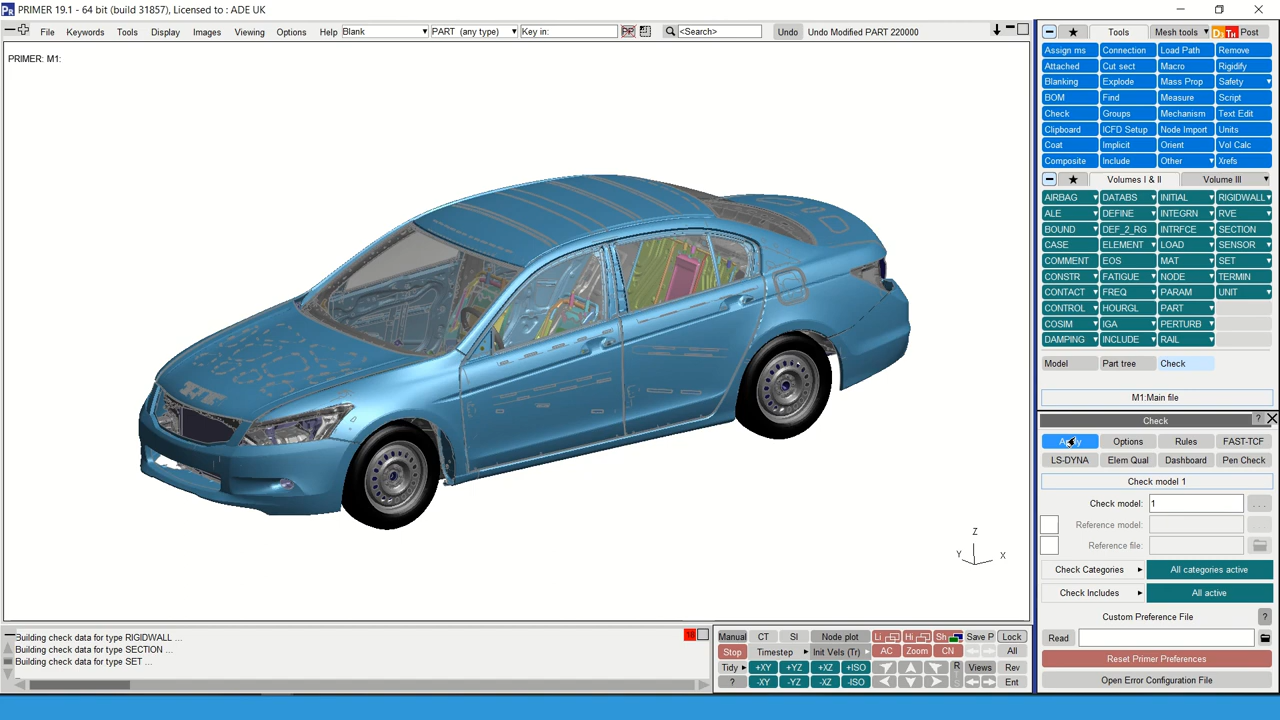 PRIMER 19.1 - 64 bit (build 31857), Licensed to : ADE UK
File Keywords Tools Display Images Viewing Options Help Blank PART (any type) Key in: <Search> Undo Undo Modified PART 220000
PRIMER: M1:
Tools Mesh tools Post
Assign ms Connection Load Path Remove
Attached Cut sect Macro Rigidify
Blanking Explode Mass Prop Safety
BOM Find Measure Script
Check Groups Mechanism Text Edit
Clipboard ICFD Setup Node Import Units
Coat Implicit Orient Vol Calc
Composite Include Other Xrefs
Volumes I & II Volume III
AIRBAG DATABS INITIAL RIGIDWALL
ALE DEFINE INTEGRN RVE
BOUND DEF_2_RG INTRFCE SECTION
CASE ELEMENT LOAD SENSOR
COMMENT EOS MAT SET
CONSTR FATIGUE NODE TERMIN
CONTACT FREQ PARAM UNIT
CONTROL HOURGL PART
COSIM IGA PERTURB
DAMPING INCLUDE RAIL
Model Part tree Check
M1:Main file
Check ?
Apply Options Rules FAST-TCF
LS-DYNA Elem Qual Dashboard Pen Check
Check model 1
Check model: 1 ...
Reference model: ...
Reference file:
Check Categories All categories active
Check Includes All active
Custom Preference File ?
Read
Reset Primer Preferences
Open Error Configuration File
Z
Y X
Building check data for type RIGIDWALL ...
Building check data for type SECTION ...
Building check data for type SET ...
Manual CT SI Node plot Li Hi Sh Save P Lock
Stop Timestep Init Vels (Tr) AC Zoom CN All
Tidy +XY +YZ +XZ +ISO Views Rev
? -XY -YZ -XZ -ISO Ent